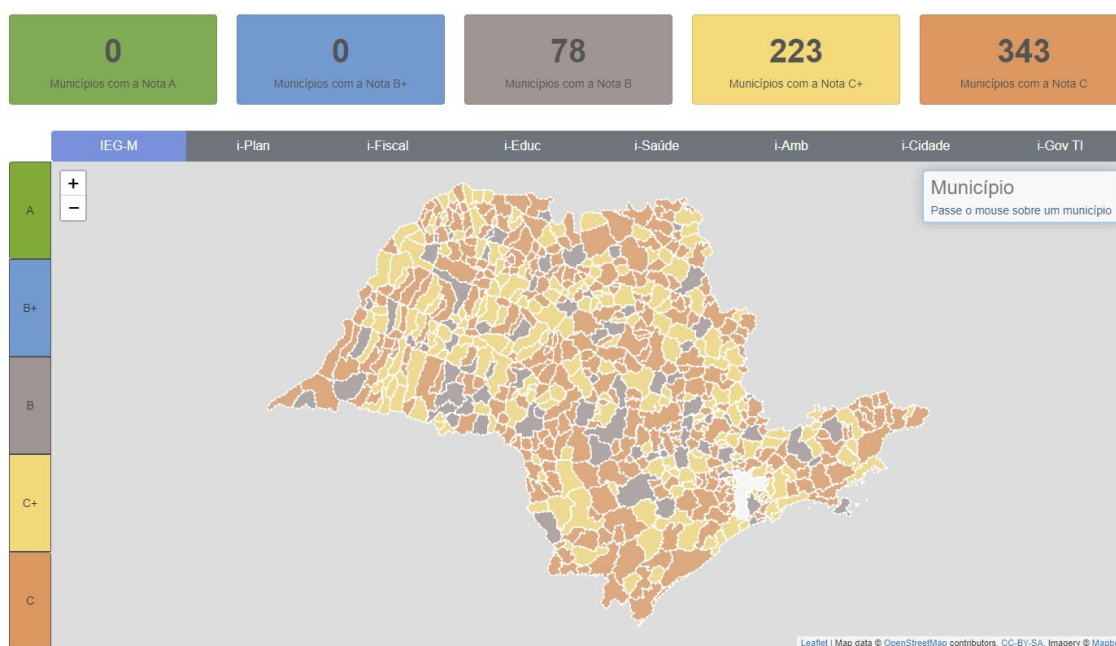 0
Municípios com a Nota A
0
Municípios com a Nota B+
78
Municípios com a Nota B
223
Municípios com a Nota C+
343
Municípios com a Nota C
IEG-M
i-Plan
i-Fiscal
i-Educ
i-Saúde
i-Amb
i-Cidade
i-Gov TI
A
B+
B
C+
C
+
−
Município
Passe o mouse sobre um município
Leaflet | Map data © OpenStreetMap contributors, CC-BY-SA, Imagery © Mapbo